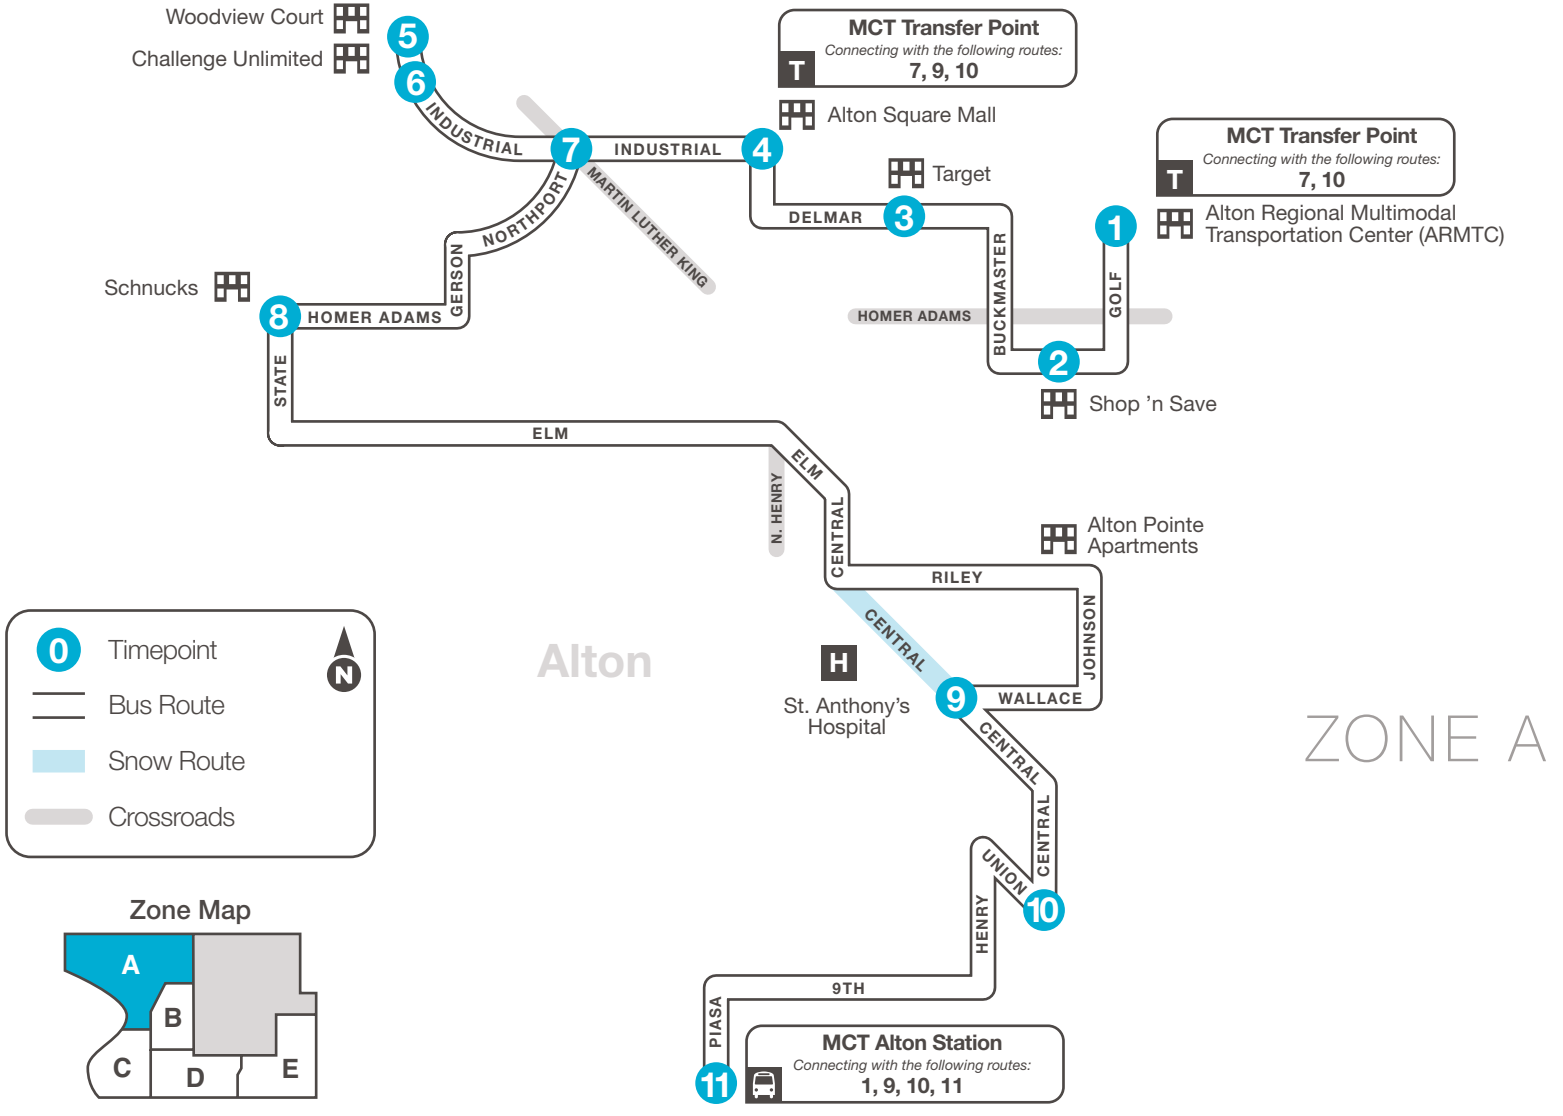 Woodview Court
Challenge Unlimited
5
6
INDUSTRIAL
7
INDUSTRIAL
4
MCT Transfer Point
Connecting with the following routes:
7, 9, 10
T
Alton Square Mall
MARTIN LUTHER KING
NORTHPORT
GERSON
DELMAR
3
Target
BUCKMASTER
MCT Transfer Point
Connecting with the following routes:
7, 10
T
Alton Regional Multimodal
Transportation Center (ARMTC)
1
GOLF
HOMER ADAMS
2
Shop ’n Save
Schnucks
8
HOMER ADAMS
STATE
ELM
ELM
N. HENRY
CENTRAL
RILEY
Alton Pointe
Apartments
JOHNSON
WALLACE
CENTRAL
9
H
St. Anthony’s
Hospital
Alton
ZONE A
CENTRAL
CENTRAL
UNION
10
HENRY
9TH
PIASA
11
MCT Alton Station
Connecting with the following routes:
1, 9, 10, 11
0
Timepoint
N
Bus Route
Snow Route
Crossroads
Zone Map
A
B
C
D
E